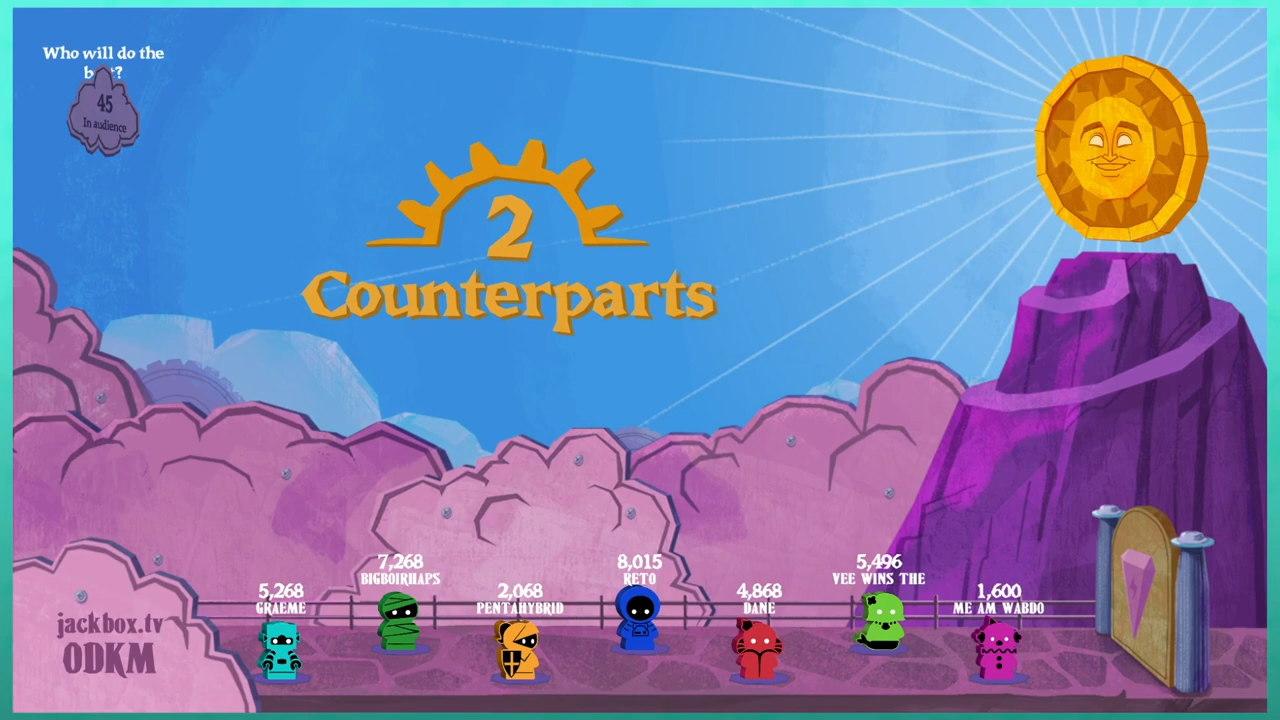 Who will do the
best?
45
In audience
2
Counterparts
7,268
BIGBOIRHAPS
8,015
RETO
5,496
VEE WINS THE
5,268
GRAEME
2,068
PENTAHYBRID
4,868
DANE
1,600
ME AM WABDO
jackbox.tv
ODKM